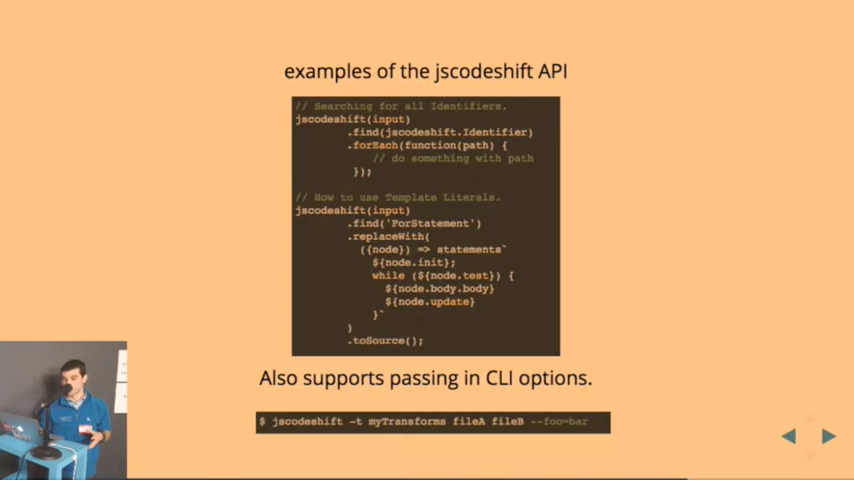 examples of the jscodeshift API
// Searching for all Identifiers.
jscodeshift(input)
.find(jscodeshift.Identifier)
.forEach(function(path) {
// do something with path
});
// How to use Template Literals.
jscodeshift(input)
.find('ForStatement')
.replaceWith(
({node}) => statements`
${node.init};
while (${node.test}) {
${node.body.body}
${node.update}
}`
)
.toSource();
Also supports passing in CLI options.
$ jscodeshift -t myTransforms fileA fileB --foo=bar